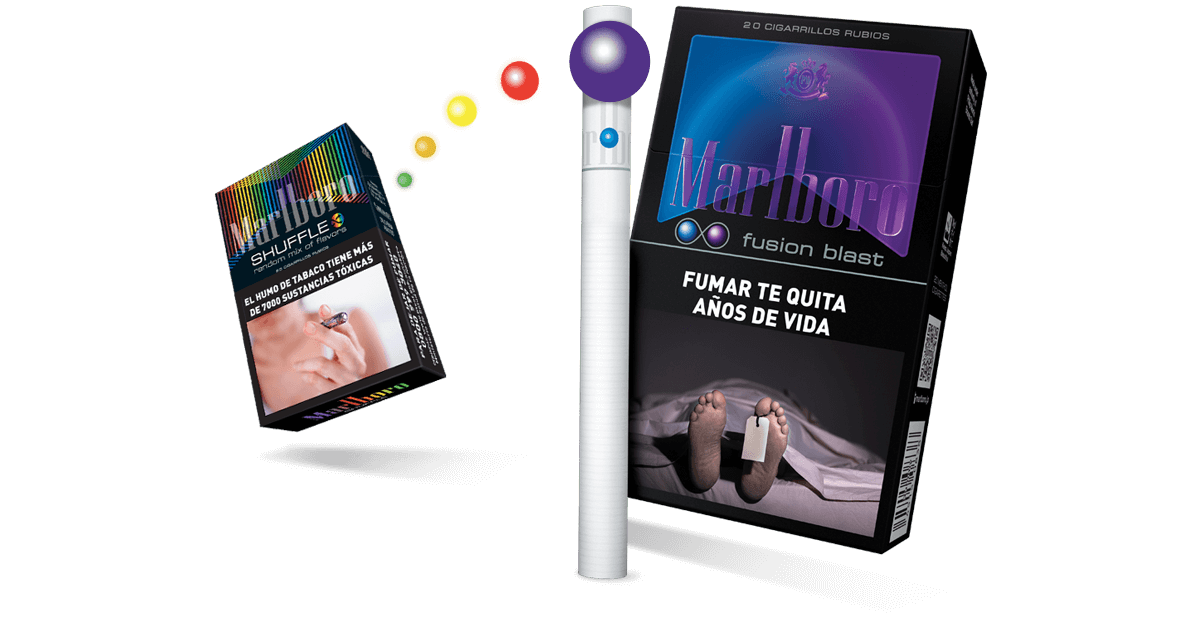 Marlboro
SHUFFLE
random mix of flavors
20 CIGARRILLOS RUBIOS
EL HUMO DE TABACO TIENE MÁS
DE 7000 SUSTANCIAS TÓXICAS
Marlboro
20 CIGARRILLOS RUBIOS
Marlboro
fusion blast
FUMAR TE QUITA
AÑOS DE VIDA